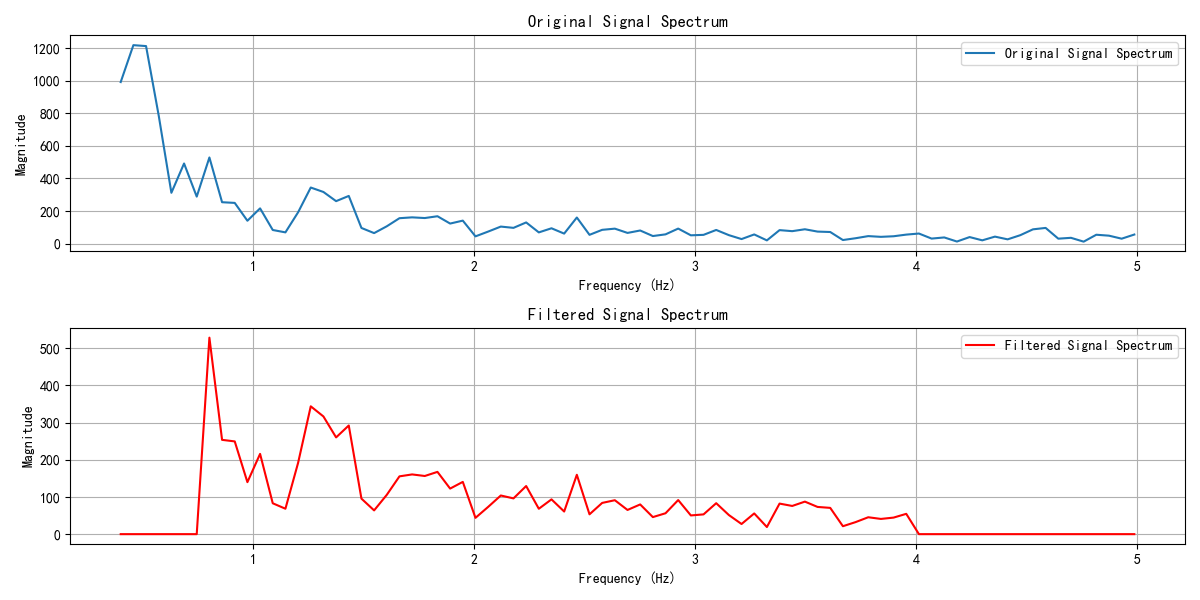 Original Signal Spectrum
Original Signal Spectrum
Magnitude
1200
1000
800
600
400
200
0
1 2 3 4 5
Frequency (Hz)
Filtered Signal Spectrum
Filtered Signal Spectrum
Magnitude
500
400
300
200
100
0
1 2 3 4 5
Frequency (Hz)